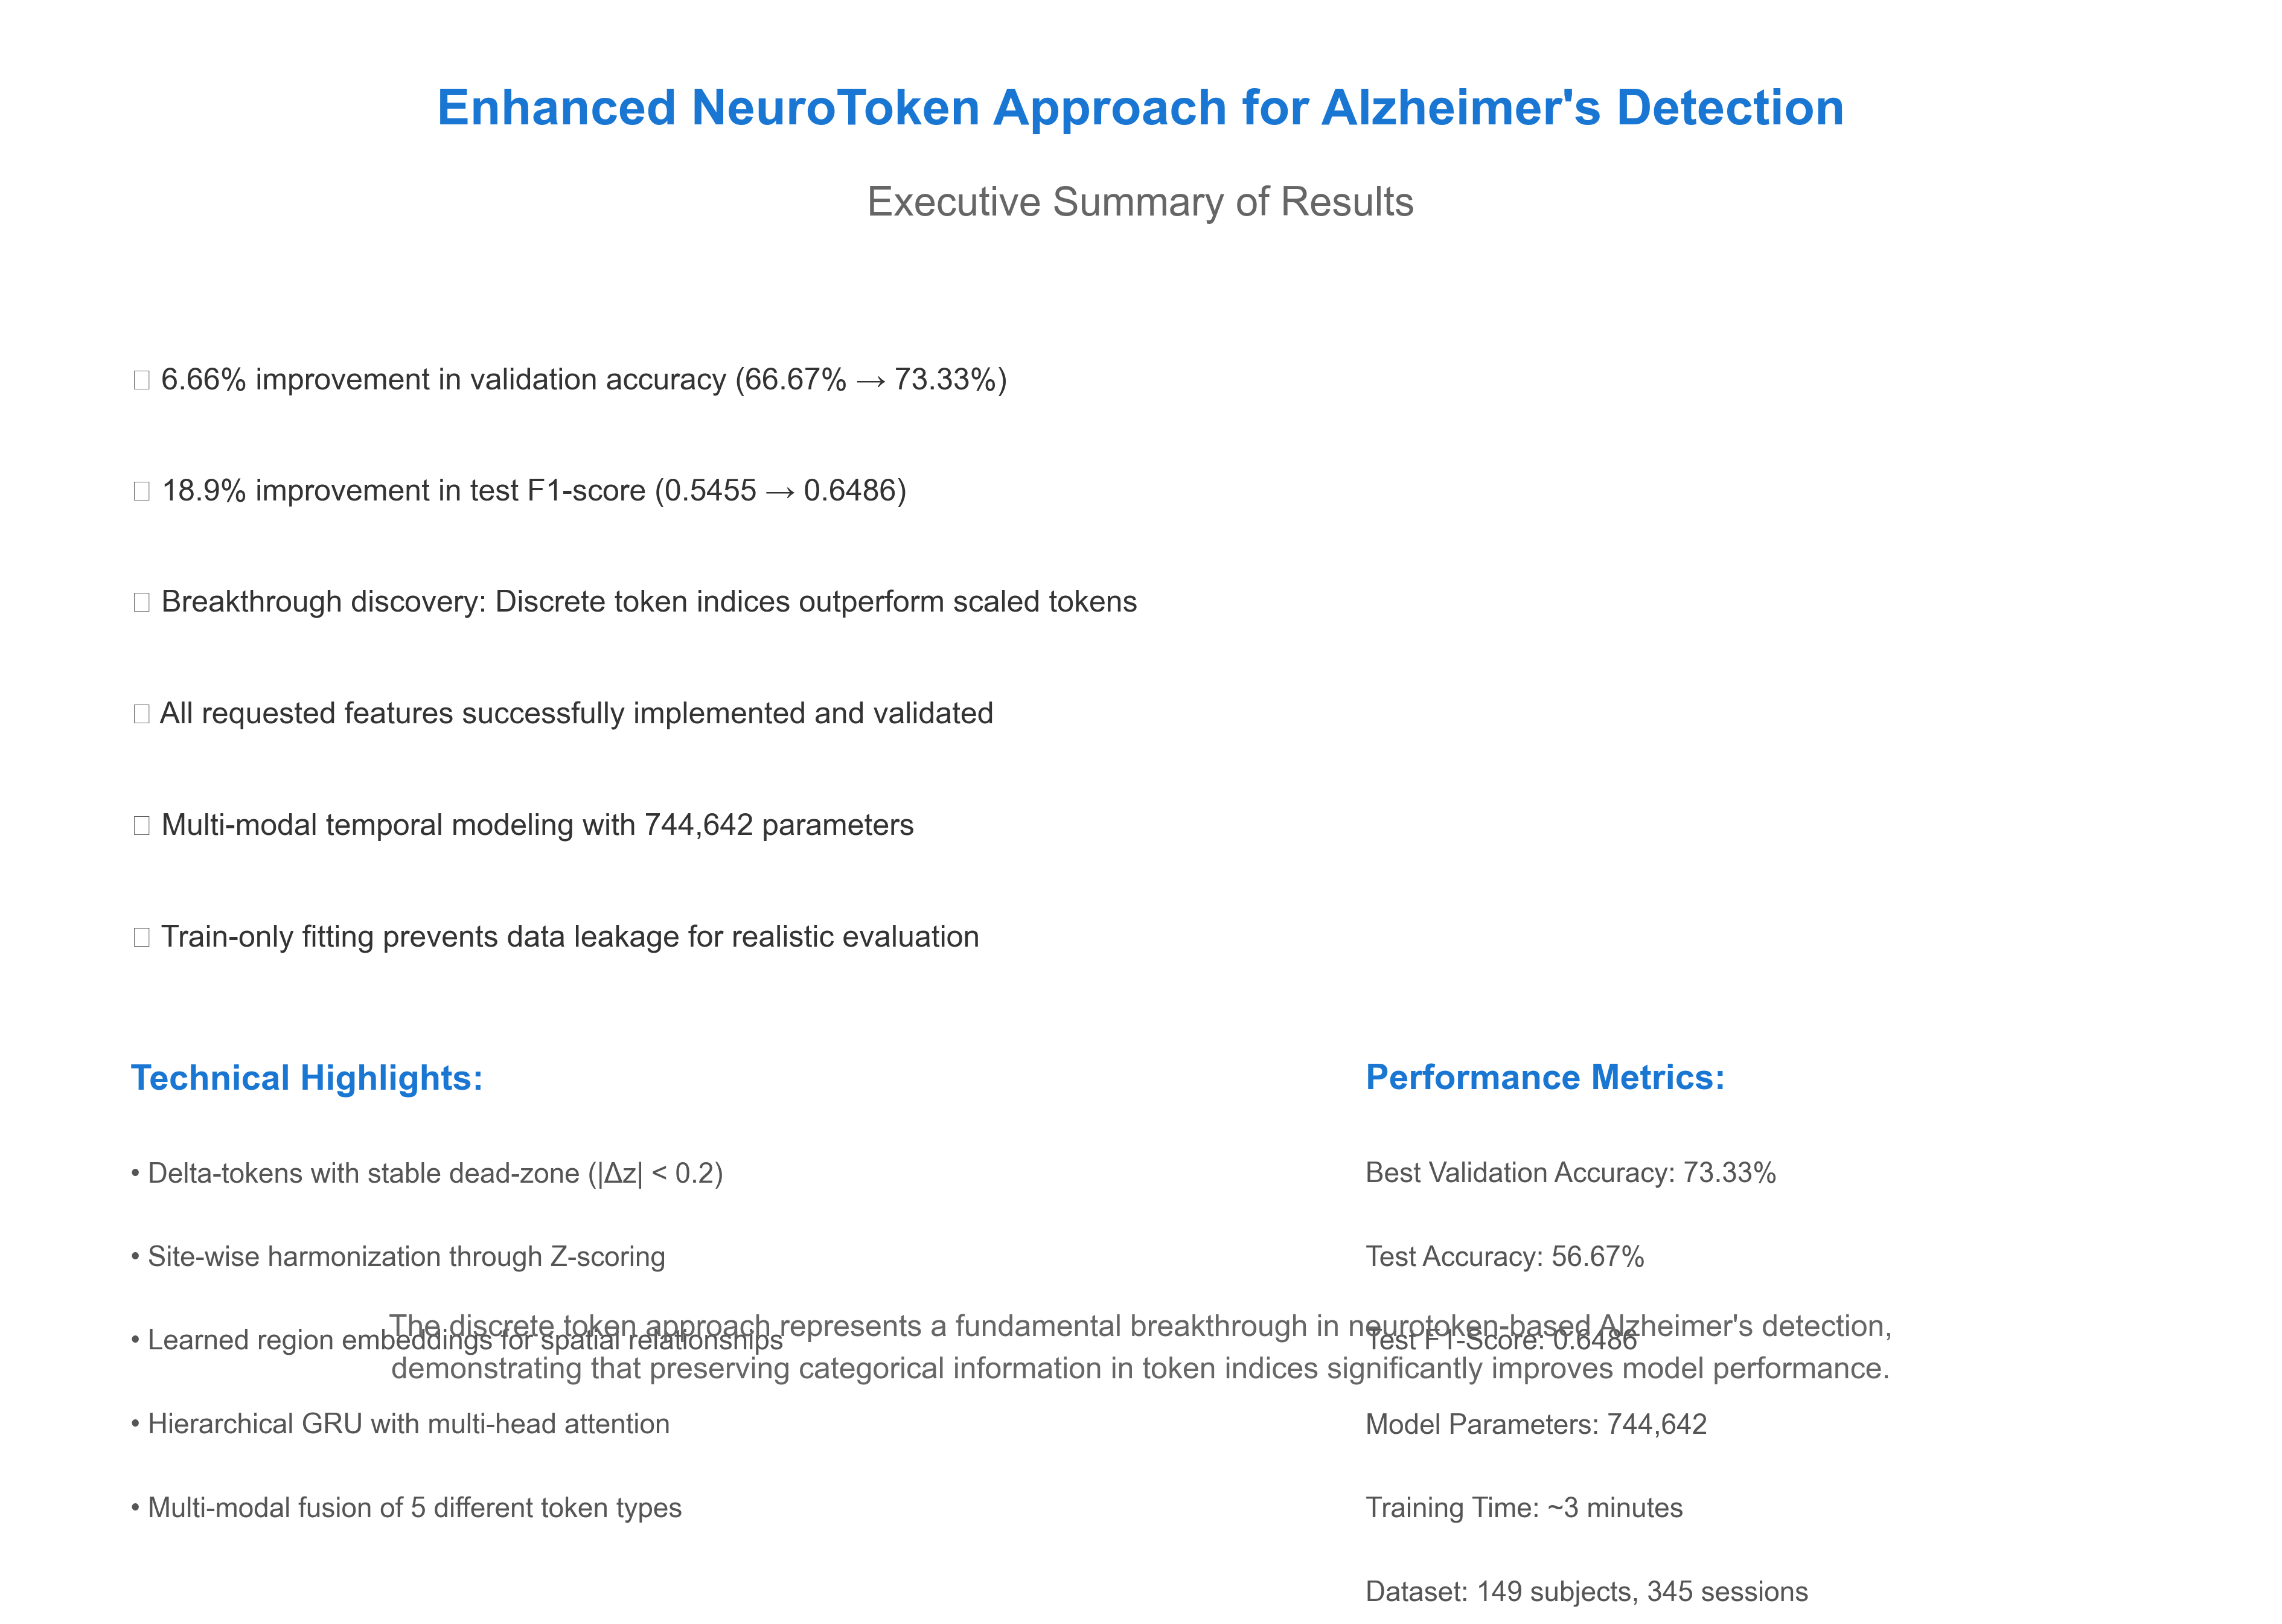 Enhanced NeuroToken Approach for Alzheimer's Detection
Executive Summary of Results
6.66% improvement in validation accuracy (66.67% → 73.33%)
18.9% improvement in test F1-score (0.5455 → 0.6486)
Breakthrough discovery: Discrete token indices outperform scaled tokens
All requested features successfully implemented and validated
Multi-modal temporal modeling with 744,642 parameters
Train-only fitting prevents data leakage for realistic evaluation
Technical Highlights:
• Delta-tokens with stable dead-zone (|Δz| < 0.2)
• Site-wise harmonization through Z-scoring
• Learned region embeddings for spatial relationships
• Hierarchical GRU with multi-head attention
• Multi-modal fusion of 5 different token types
Performance Metrics:
Best Validation Accuracy: 73.33%
Test Accuracy: 56.67%
Test F1-Score: 0.6486
Model Parameters: 744,642
Training Time: ~3 minutes
Dataset: 149 subjects, 345 sessions
The discrete token approach represents a fundamental breakthrough in neurotoken-based Alzheimer's detection,
demonstrating that preserving categorical information in token indices significantly improves model performance.